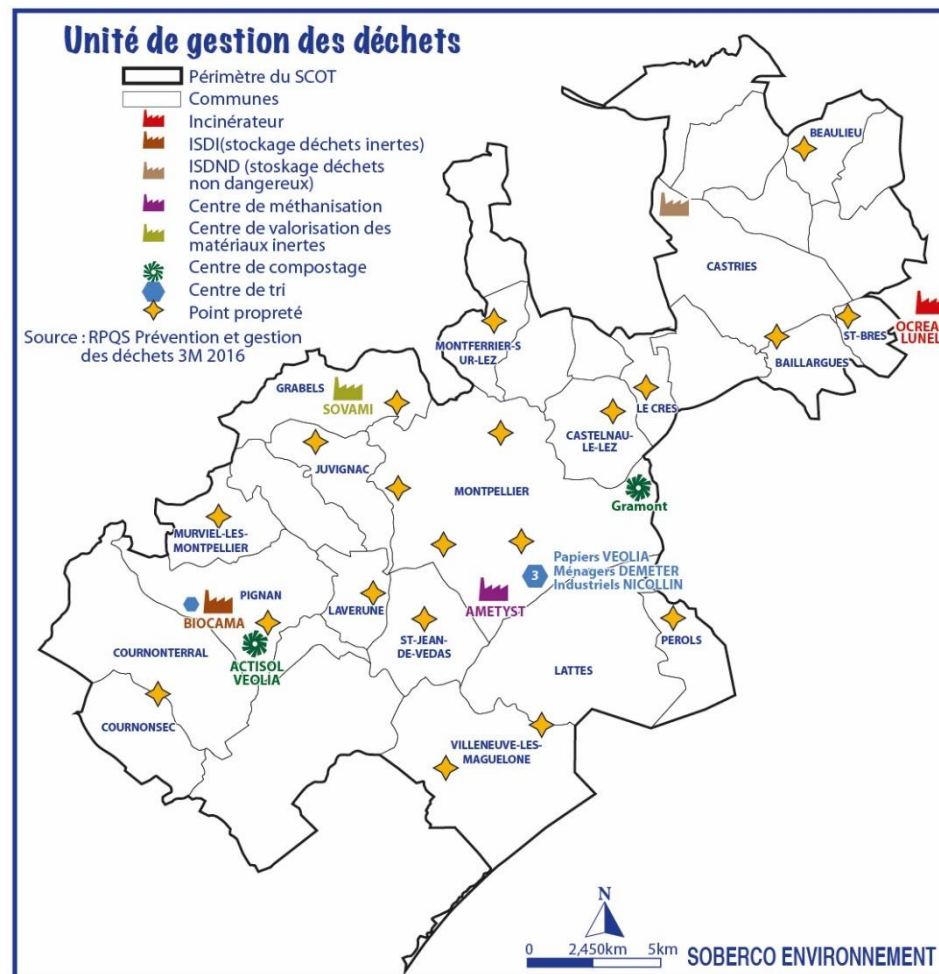 Unité de gestion des déchets
Périmètre du SCOT
Communes
Incinérateur
ISDI(stockage déchets inertes)
ISDND (stoskage déchets
non dangereux)
Centre de méthanisation
Centre de valorisation des
matériaux inertes
Centre de compostage
Centre de tri
Point propreté
Source : RPQS Prévention et gestion
des déchets 3M 2016
BEAULIEU
CASTRIES
OCREAL
LUNEL
ST-BRES
BAILLARGUES
MONTFERRIER-S
UR-LEZ
GRABELS
SOVAMI
LE CRES
CASTELNAU-
LE-LEZ
JUVIGNAC
MONTPELLIER
Gramont
MURVIEL-LES-
MONTPELLIER
Papiers VEOLIA
Ménagers DEMETER
Industriels NICOLLIN
3
AMETYST
PIGNAN
BIOCAMA
LAVERUNE
ST-JEAN-
DE-VEDAS
PEROLS
COURNONTERRAL
ACTISOL
VEOLIA
LATTES
COURNONSEC
VILLENEUVE-LES-
MAGUELONE
N
0 2,450km 5km
SOBERCO ENVIRONNEMENT